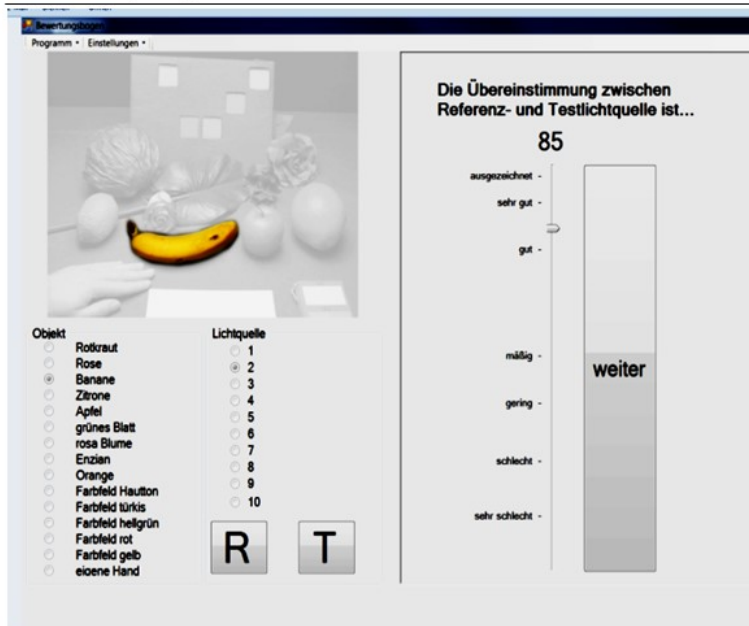 Bewertungsbogen
Programm
Einstellungen
Die Übereinstimmung zwischen
Referenz- und Testlichtquelle ist...
85
ausgezeichnet
sehr gut
gut
mäßig
gering
schlecht
sehr schlecht
weiter
Objekt
Rotkraut
Rose
Banane
Zitrone
Apfel
grünes Blatt
rosa Blume
Enzian
Orange
Farbfeld Hautton
Farbfeld türkis
Farbfeld hellgrün
Farbfeld rot
Farbfeld gelb
eigene Hand
Lichtquelle
1
2
3
4
5
6
7
8
9
10
R
T